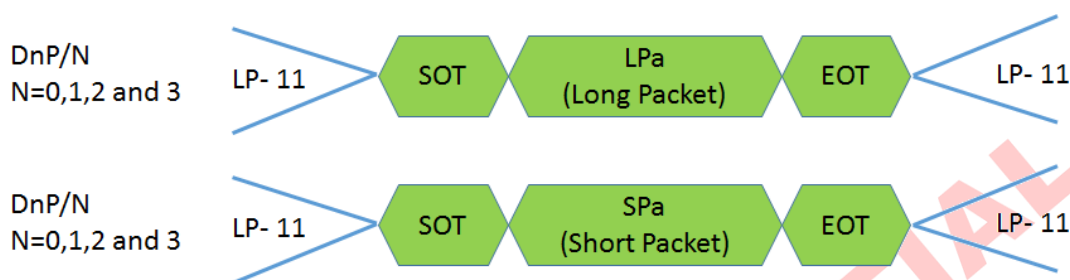 DnP/N
N=0,1,2 and 3
LP- 11
SOT
LPa
(Long Packet)
EOT
LP- 11
DnP/N
N=0,1,2 and 3
LP- 11
SOT
SPa
(Short Packet)
EOT
LP- 11
TIAL